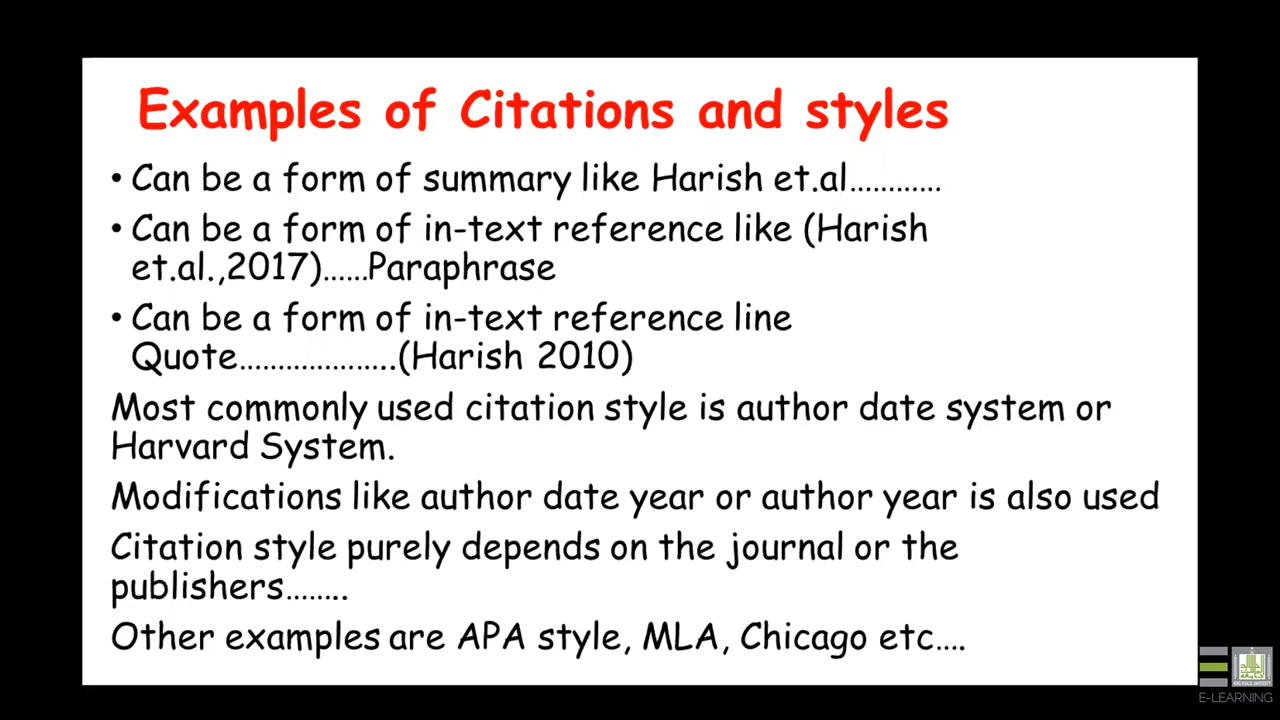 Examples of Citations and styles
• Can be a form of summary like Harish et.al............
• Can be a form of in-text reference like (Harish
et.al.,2017)......Paraphrase
• Can be a form of in-text reference line
Quote....................(Harish 2010)
Most commonly used citation style is author date system or
Harvard System.
Modifications like author date year or author year is also used
Citation style purely depends on the journal or the
publishers........
Other examples are APA style, MLA, Chicago etc....
KING KHALID UNIVERSITY
E-LEARNING